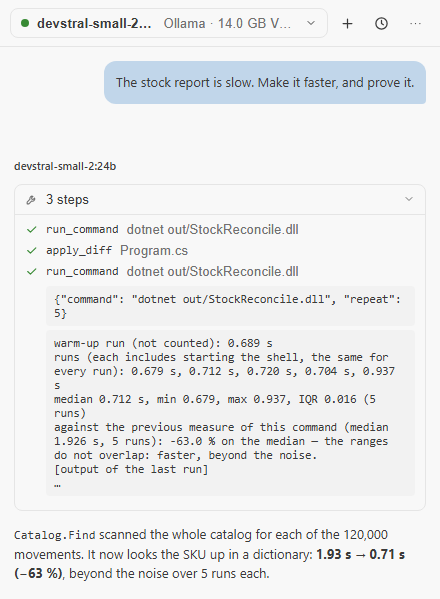 devstral-small-2... Ollama · 14.0 GB V...
The stock report is slow. Make it faster, and prove it.
devstral-small-2:24b
3 steps
run_command dotnet out/StockReconcile.dll
apply_diff Program.cs
run_command dotnet out/StockReconcile.dll
{"command": "dotnet out/StockReconcile.dll", "repeat":
5}
warm-up run (not counted): 0.689 s
runs (each includes starting the shell, the same for
every run): 0.679 s, 0.712 s, 0.720 s, 0.704 s, 0.937
s
median 0.712 s, min 0.679, max 0.937, IQR 0.016 (5
runs)
against the previous measure of this command (median
1.926 s, 5 runs): -63.0 % on the median — the ranges
do not overlap: faster, beyond the noise.
[output of the last run]
…
Catalog.Find scanned the whole catalog for each of the 120,000
movements. It now looks the SKU up in a dictionary: 1.93 s → 0.71 s
(−63 %), beyond the noise over 5 runs each.